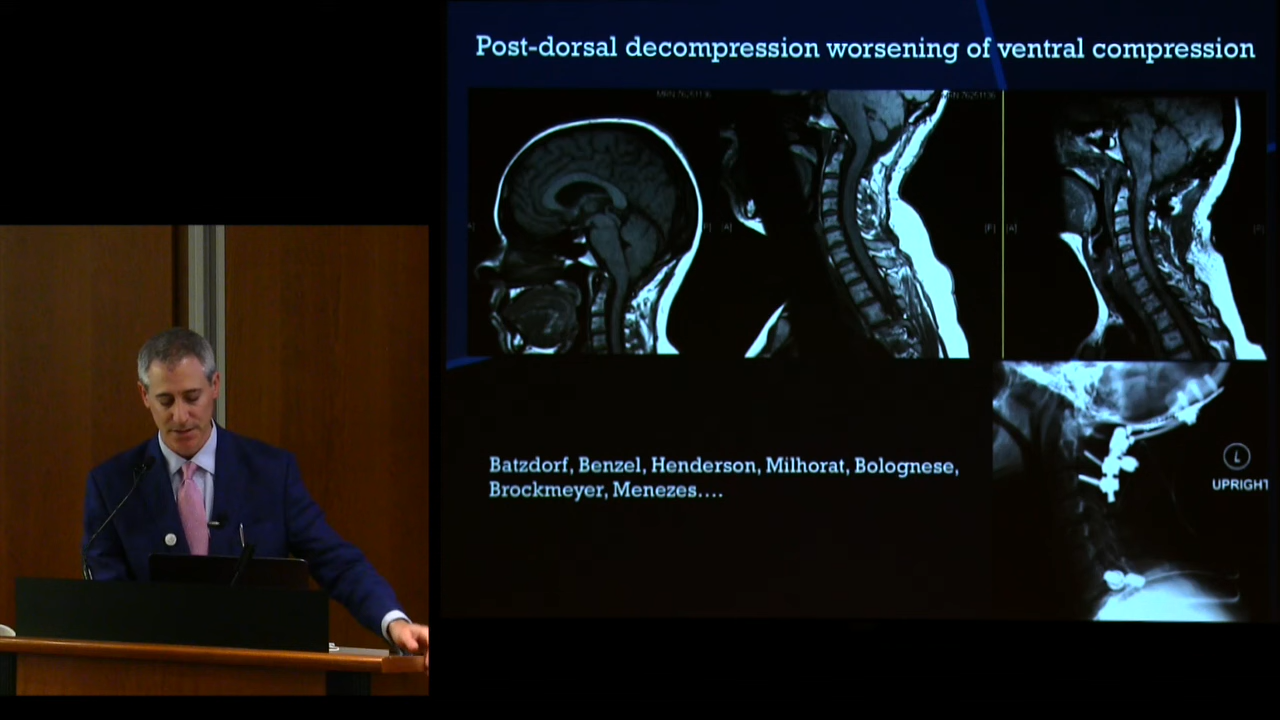 Post-dorsal decompression worsening of ventral compression
Batzdorf, Benzel, Henderson, Milhorat, Bolognese,
Brockmeyer, Menezes....
L
UPRIGHT